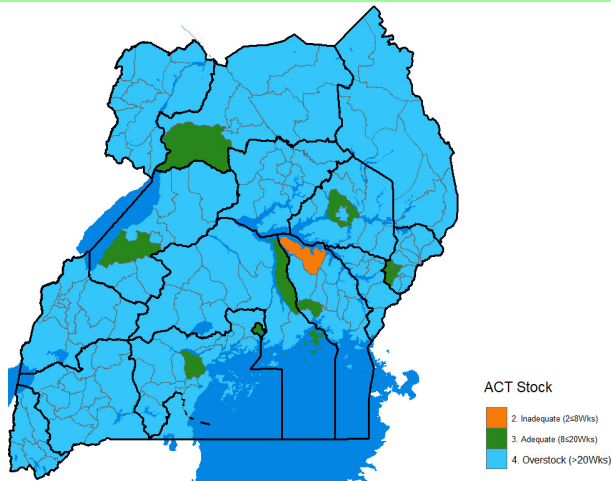 ACT Stock
2. Inadequate (2≤8Wks)
3. Adequate (8≤20Wks)
4. Overstock (>20Wks)